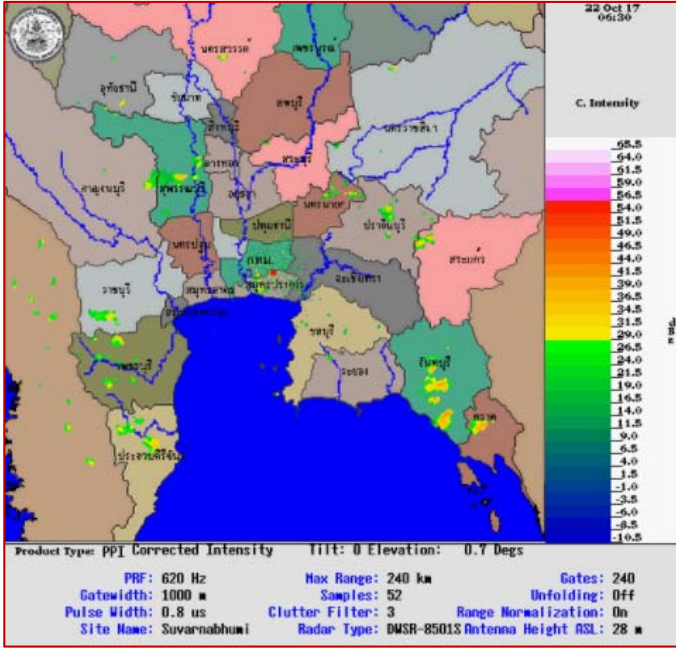 22 Oct 17
06:30
C. Intensity
นครสวรรค์
เพชรบูรณ์
อุทัยธานี
ชัยนาท
ลพบุรี
สิงห์บุรี
นครราชสีมา
อ่างทอง
สระบุรี
กาญจนบุรี
สุพรรณบุรี
อยุธยา
นครนายก
ปราจีนบุรี
ปทุมธานี
นครปฐม
กทม.
สระแก้ว
ราชบุรี
สมุทรสาคร
สมุทรปราการ
ฉะเชิงเทรา
ชลบุรี
เพชรบุรี
ระยอง
จันทบุรี
ตราด
ประจวบคีรีขันธ์
65.5
64.0
61.5
59.0
56.5
54.0
51.5
49.0
46.5
44.0
41.5
39.0
36.5
34.0
31.5
29.0
26.5
24.0
21.5
19.0
16.5
14.0
11.5
9.0
6.5
4.0
1.5
-1.0
-3.5
-6.0
-8.5
-10.5
Product Type: PPI Corrected Intensity Tilt: 0 Elevation: 0.7 Degs
PRF: 620 Hz Max Range: 240 km Gates: 240
Gatewidth: 1000 m Samples: 52 Unfolding: Off
Pulse Width: 0.8 us Clutter Filter: 3 Range Normalization: On
Site Name: Suvarnabhumi Radar Type: DWSR-8501S Antenna Height ASL: 28 m